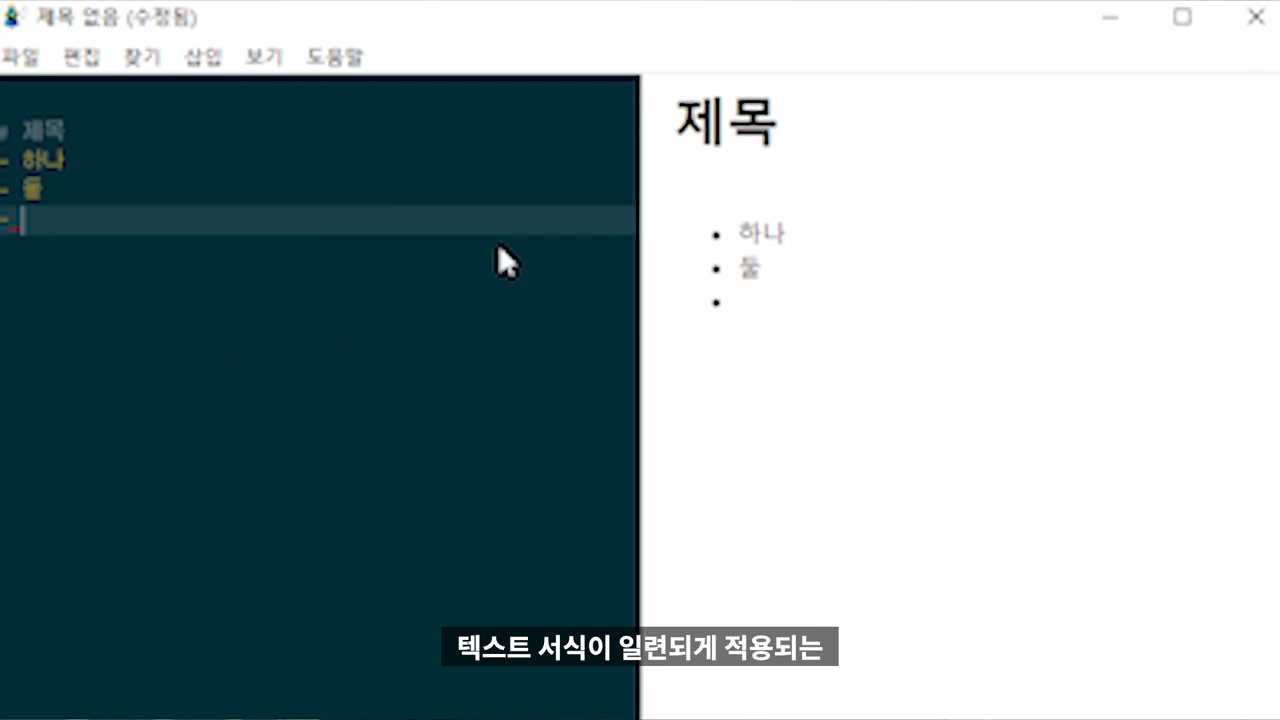 제목 없음 (수정됨)
파일 편집 찾기 삽입 보기 도움말
# 제목
- 하나
- 둘
-
제목
• 하나
• 둘
•
텍스트 서식이 일련되게 적용되는